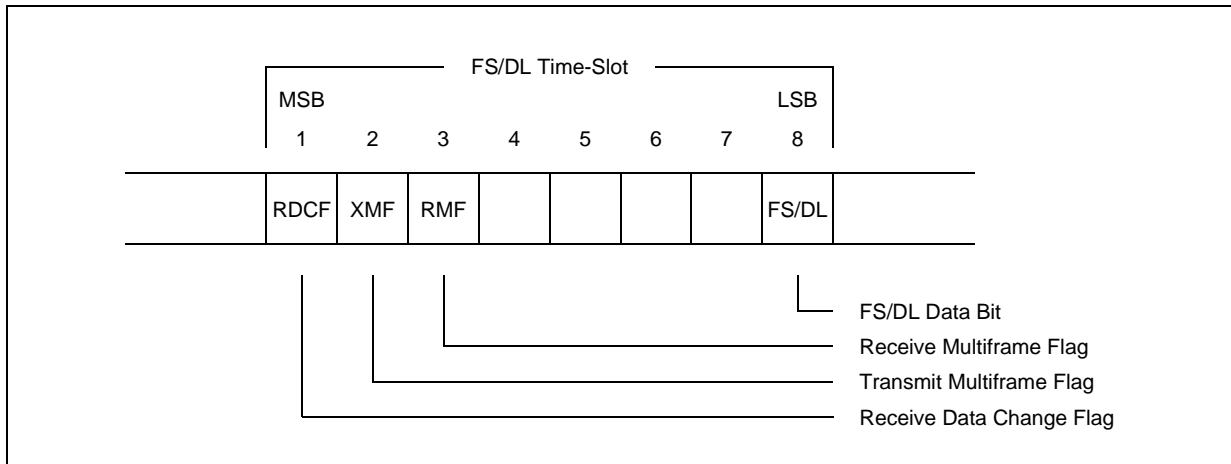 FS/DL Time-Slot
MSB LSB
1 2 3 4 5 6 7 8
RDCF XMF RMF FS/DL
FS/DL Data Bit
Receive Multiframe Flag
Transmit Multiframe Flag
Receive Data Change Flag